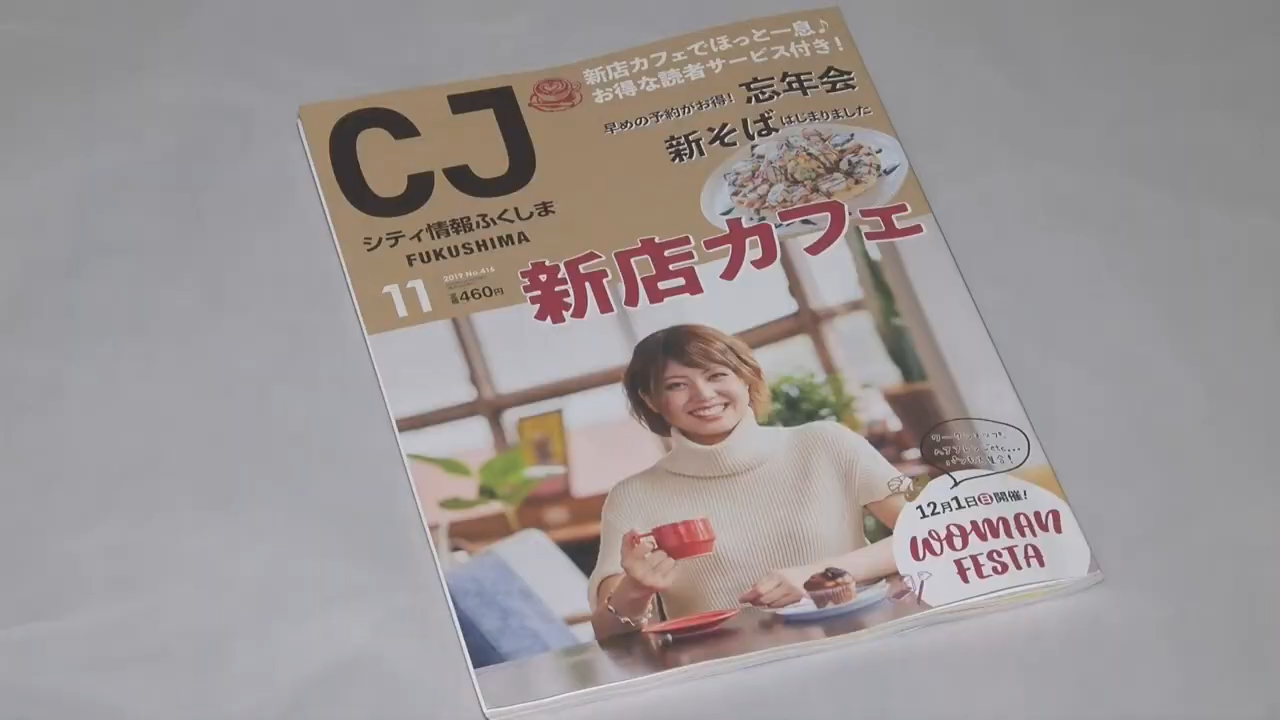 新店カフェでほっと一息♪
お得な読者サービス付き!
CJ
早めの予約がお得! 忘年会
新そば はじまりました
シティ情報ふくしま
FUKUSHIMA
新店カフェ
11
2019 No.416
460円
12月1日日開催!
WOMAN
FESTA